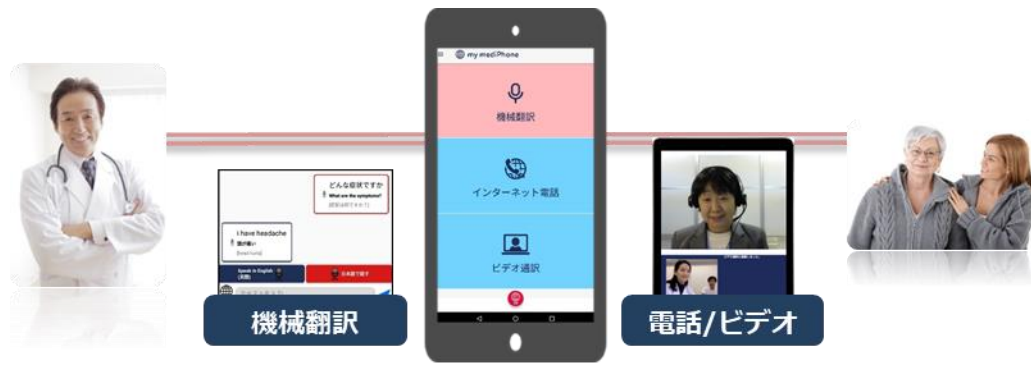 my mediPhone
機械翻訳
インターネット電話
ビデオ通訳
どんな症状ですか
What are the symptoms?
I have headache
頭が痛い
Speak in English
(英語)
日本語で話す
機械翻訳
電話/ビデオ